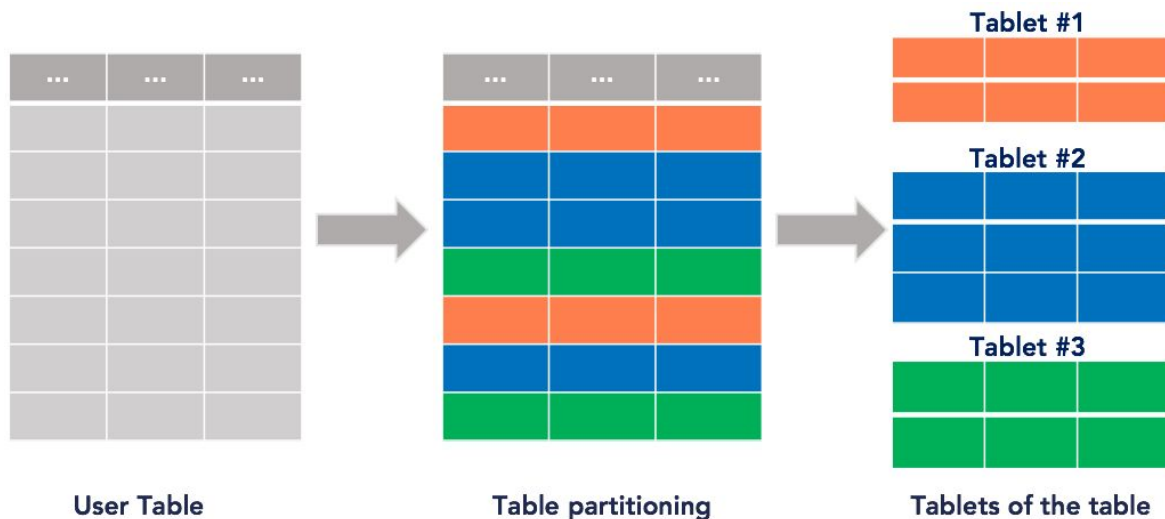 ... ... ...
User Table
... ... ...
Table partitioning
Tablet #1
Tablet #2
Tablet #3
Tablets of the table